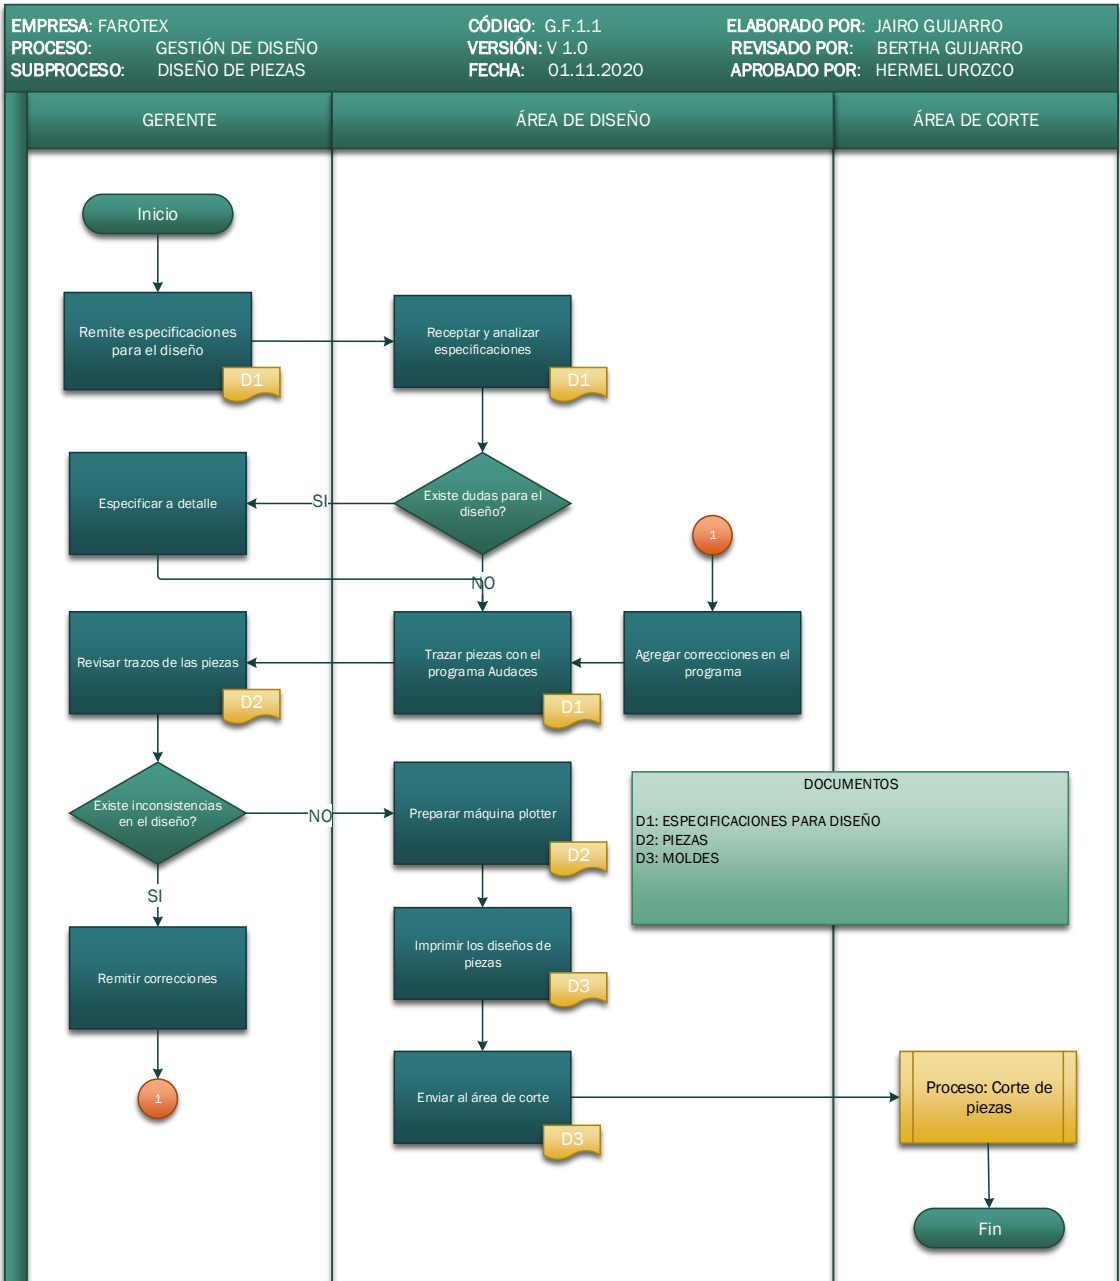 EMPRESA: FAROTEX
PROCESO: GESTIÓN DE DISEÑO
SUBPROCESO: DISEÑO DE PIEZAS
CÓDIGO: G.F.1.1
VERSIÓN: V 1.0
FECHA: 01.11.2020
ELABORADO POR: JAIRO GUIJARRO
REVISADO POR: BERTHA GUIJARRO
APROBADO POR: HERMEL UROZCO
GERENTE
ÁREA DE DISEÑO
ÁREA DE CORTE
Inicio
Remite especificaciones
para el diseño
D1
Receptar y analizar
especificaciones
D1
Especificar a detalle
SI
Existe dudas para el
diseño?
1
NO
Revisar trazos de las piezas
D2
Trazar piezas con el
programa Audaces
D1
Agregar correcciones en el
programa
Existe inconsistencias
en el diseño?
NO
Preparar máquina plotter
D2
DOCUMENTOS
D1: ESPECIFICACIONES PARA DISEÑO
D2: PIEZAS
D3: MOLDES
SI
Remitir correcciones
Imprimir los diseños de
piezas
D3
1
Enviar al área de corte
D3
Proceso: Corte de
piezas
Fin